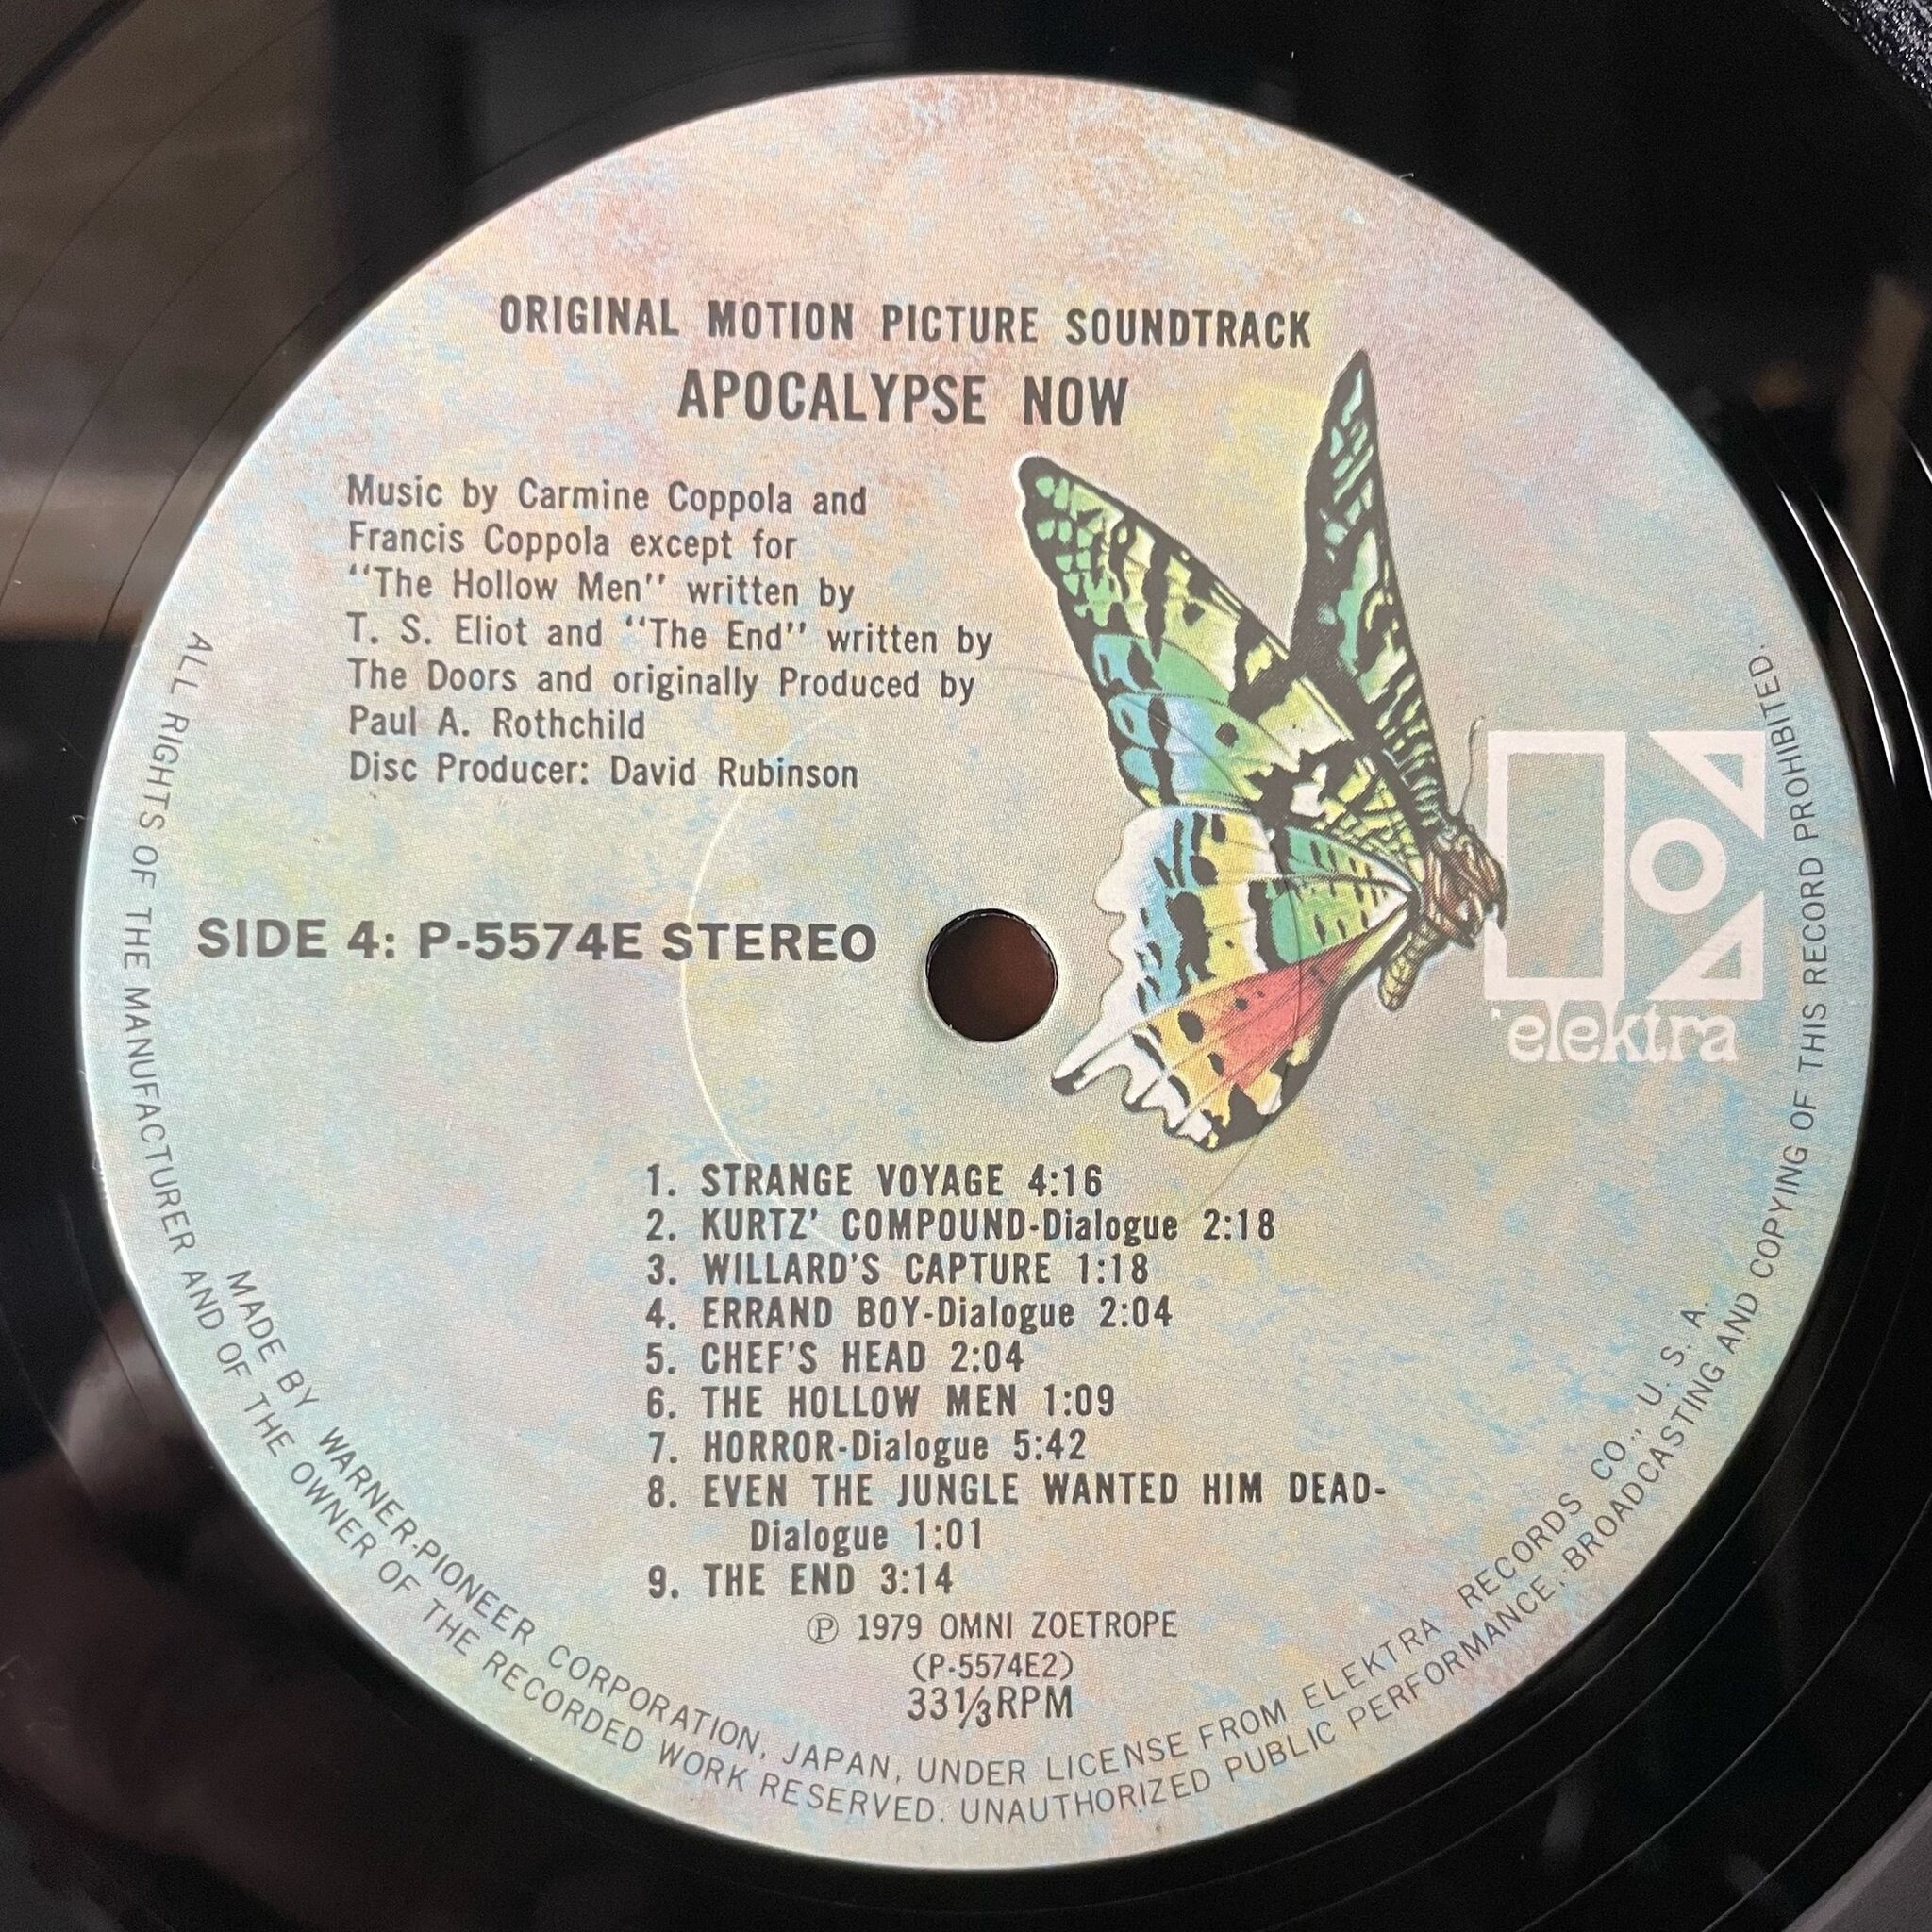 ORIGINAL MOTION PICTURE SOUNDTRACK
APOCALYPSE NOW
Music by Carmine Coppola and
Francis Coppola except for
"The Hollow Men" written by
T. S. Eliot and "The End" written by
The Doors and originally Produced by
Paul A. Rothchild
Disc Producer: David Rubinson
SIDE 4: P-5574E STEREO
elektra
1. STRANGE VOYAGE 4:16
2. KURTZ' COMPOUND-Dialogue 2:18
3. WILLARD'S CAPTURE 1:18
4. ERRAND BOY-Dialogue 2:04
5. CHEF'S HEAD 2:04
6. THE HOLLOW MEN 1:09
7. HORROR-Dialogue 5:42
8. EVEN THE JUNGLE WANTED HIM DEAD-
Dialogue 1:01
9. THE END 3:14
Ⓟ 1979 OMNI ZOETROPE
(P-5574E2)
33⅓RPM
MADE BY WARNER-PIONEER CORPORATION, JAPAN, UNDER LICENSE FROM ELEKTRA RECORDS CO., U. S. A.
ALL RIGHTS OF THE MANUFACTURER AND OF THE OWNER OF THE RECORDED WORK RESERVED. UNAUTHORIZED PUBLIC PERFORMANCE, BROADCASTING AND COPYING OF THIS RECORD PROHIBITED.